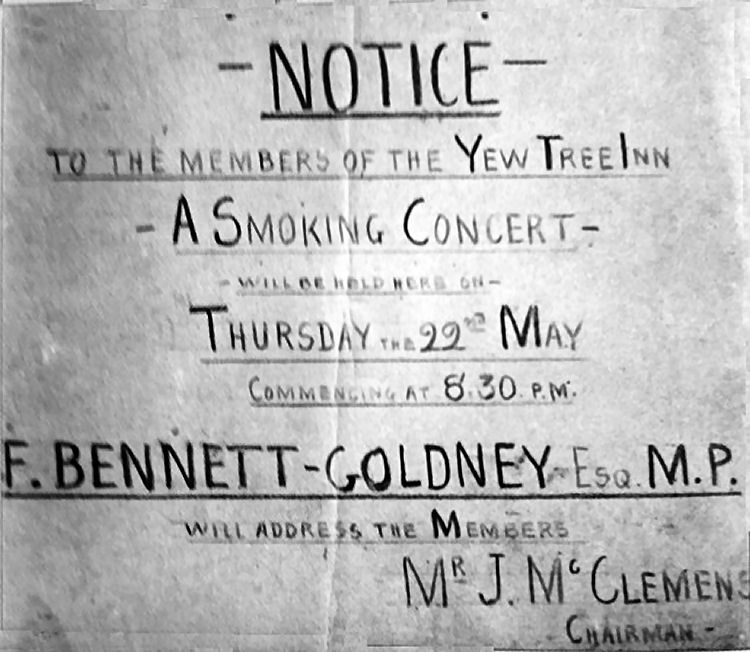 - NOTICE -
TO THE MEMBERS OF THE YEW TREE INN
- A SMOKING CONCERT -
- WILL BE HELD HERE ON -
THURSDAY THE 22ND MAY
COMMENCING AT 8.30. P.M.
F. BENNETT-GOLDNEY ESQ. M.P.
WILL ADDRESS THE MEMBERS
MR J. MCCLEMENS
CHAIRMAN -